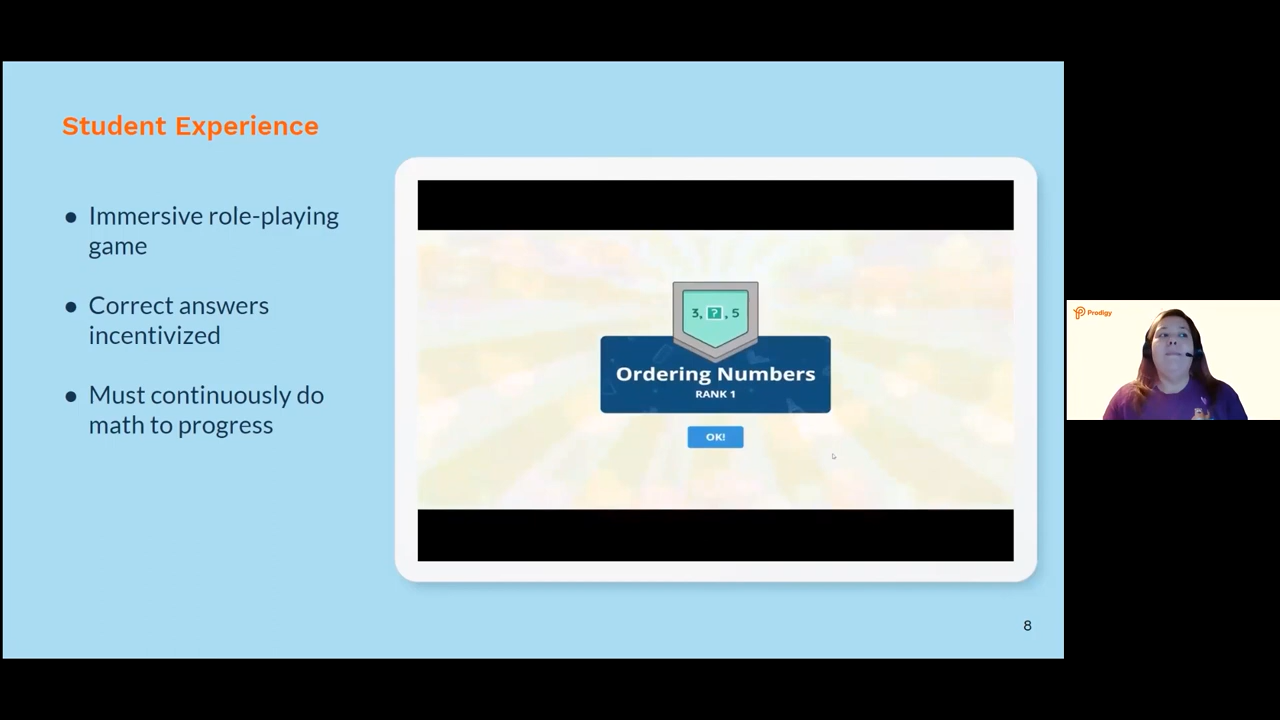 Student Experience
● Immersive role-playing
game
● Correct answers
incentivized
● Must continuously do
math to progress
3, ?, 5
Ordering Numbers
RANK 1
OK!
8
Prodigy